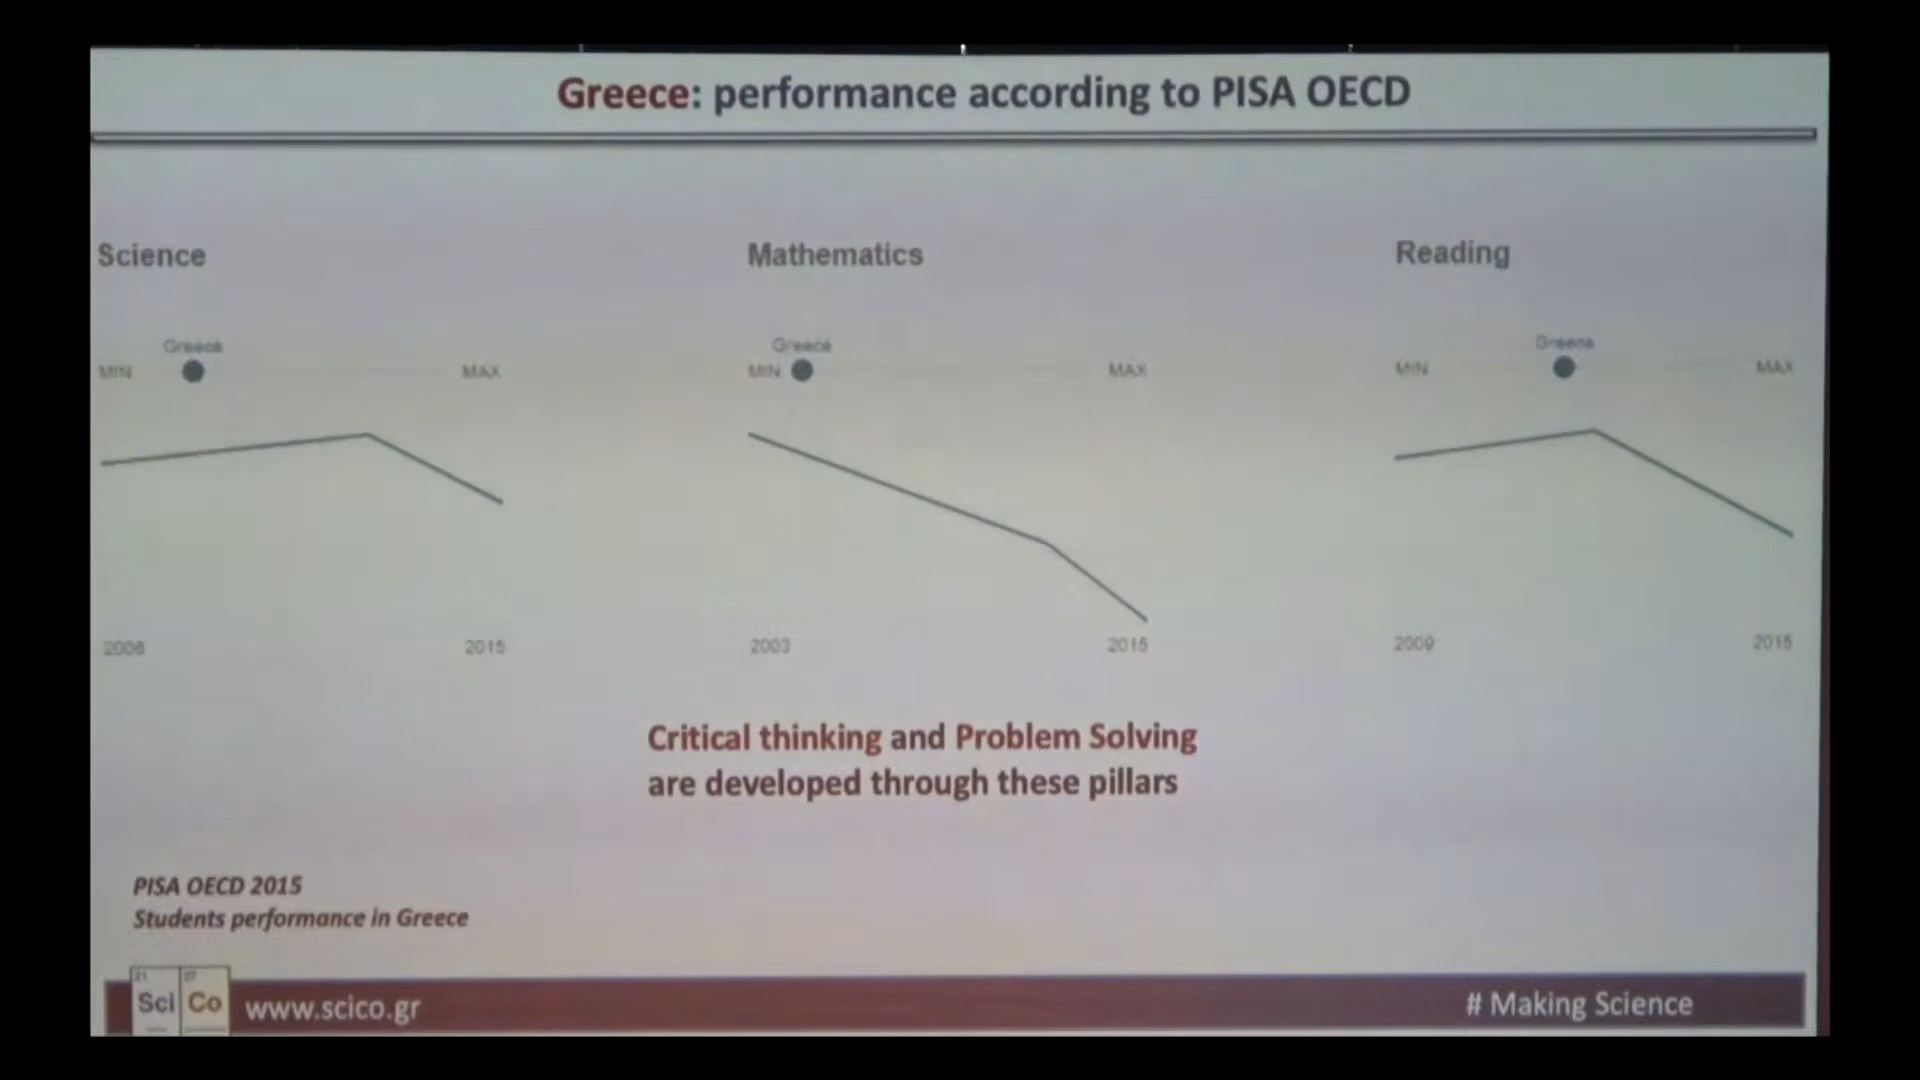 Greece: performance according to PISA OECD
Science
Mathematics
Reading
Greece
MIN
MAX
Greece
MIN
MAX
Greece
MIN
MAX
2006
2015
2003
2015
2009
2015
Critical thinking and Problem Solving
are developed through these pillars
PISA OECD 2015
Students performance in Greece
21 27
Sci Co
www.scico.gr
# Making Science